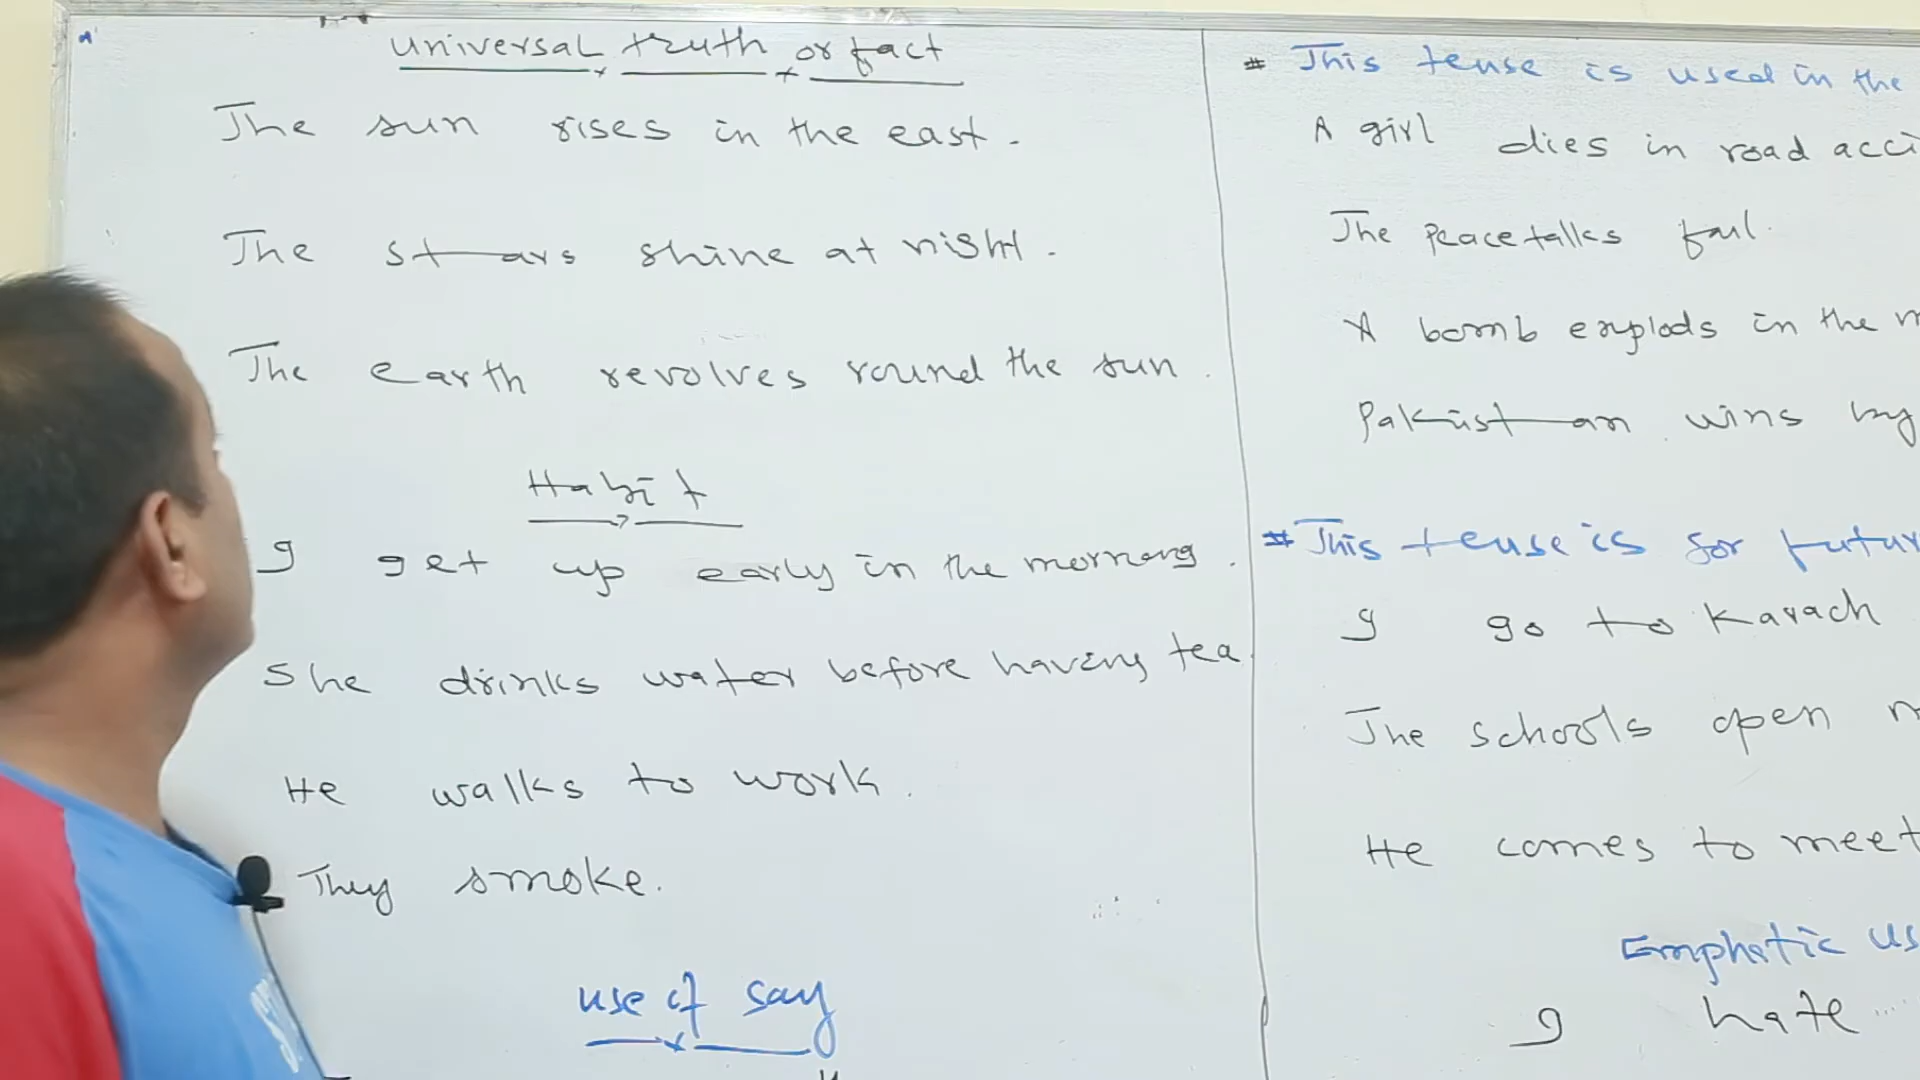 universal truth or fact
The sun rises in the east.
The stars shine at night.
The earth revolves round the sun.
Habit
I get up early in the morning.
She drinks water before having tea
He walks to work.
They smoke.
use of say
# This tense is used in the
A girl dies in road acci
The Peace talks fail.
A bomb explods in the
Pakistan wins by
# This tense is for futur
I go to Karach
The schools open
He comes to meet
Emphatic us
I hate